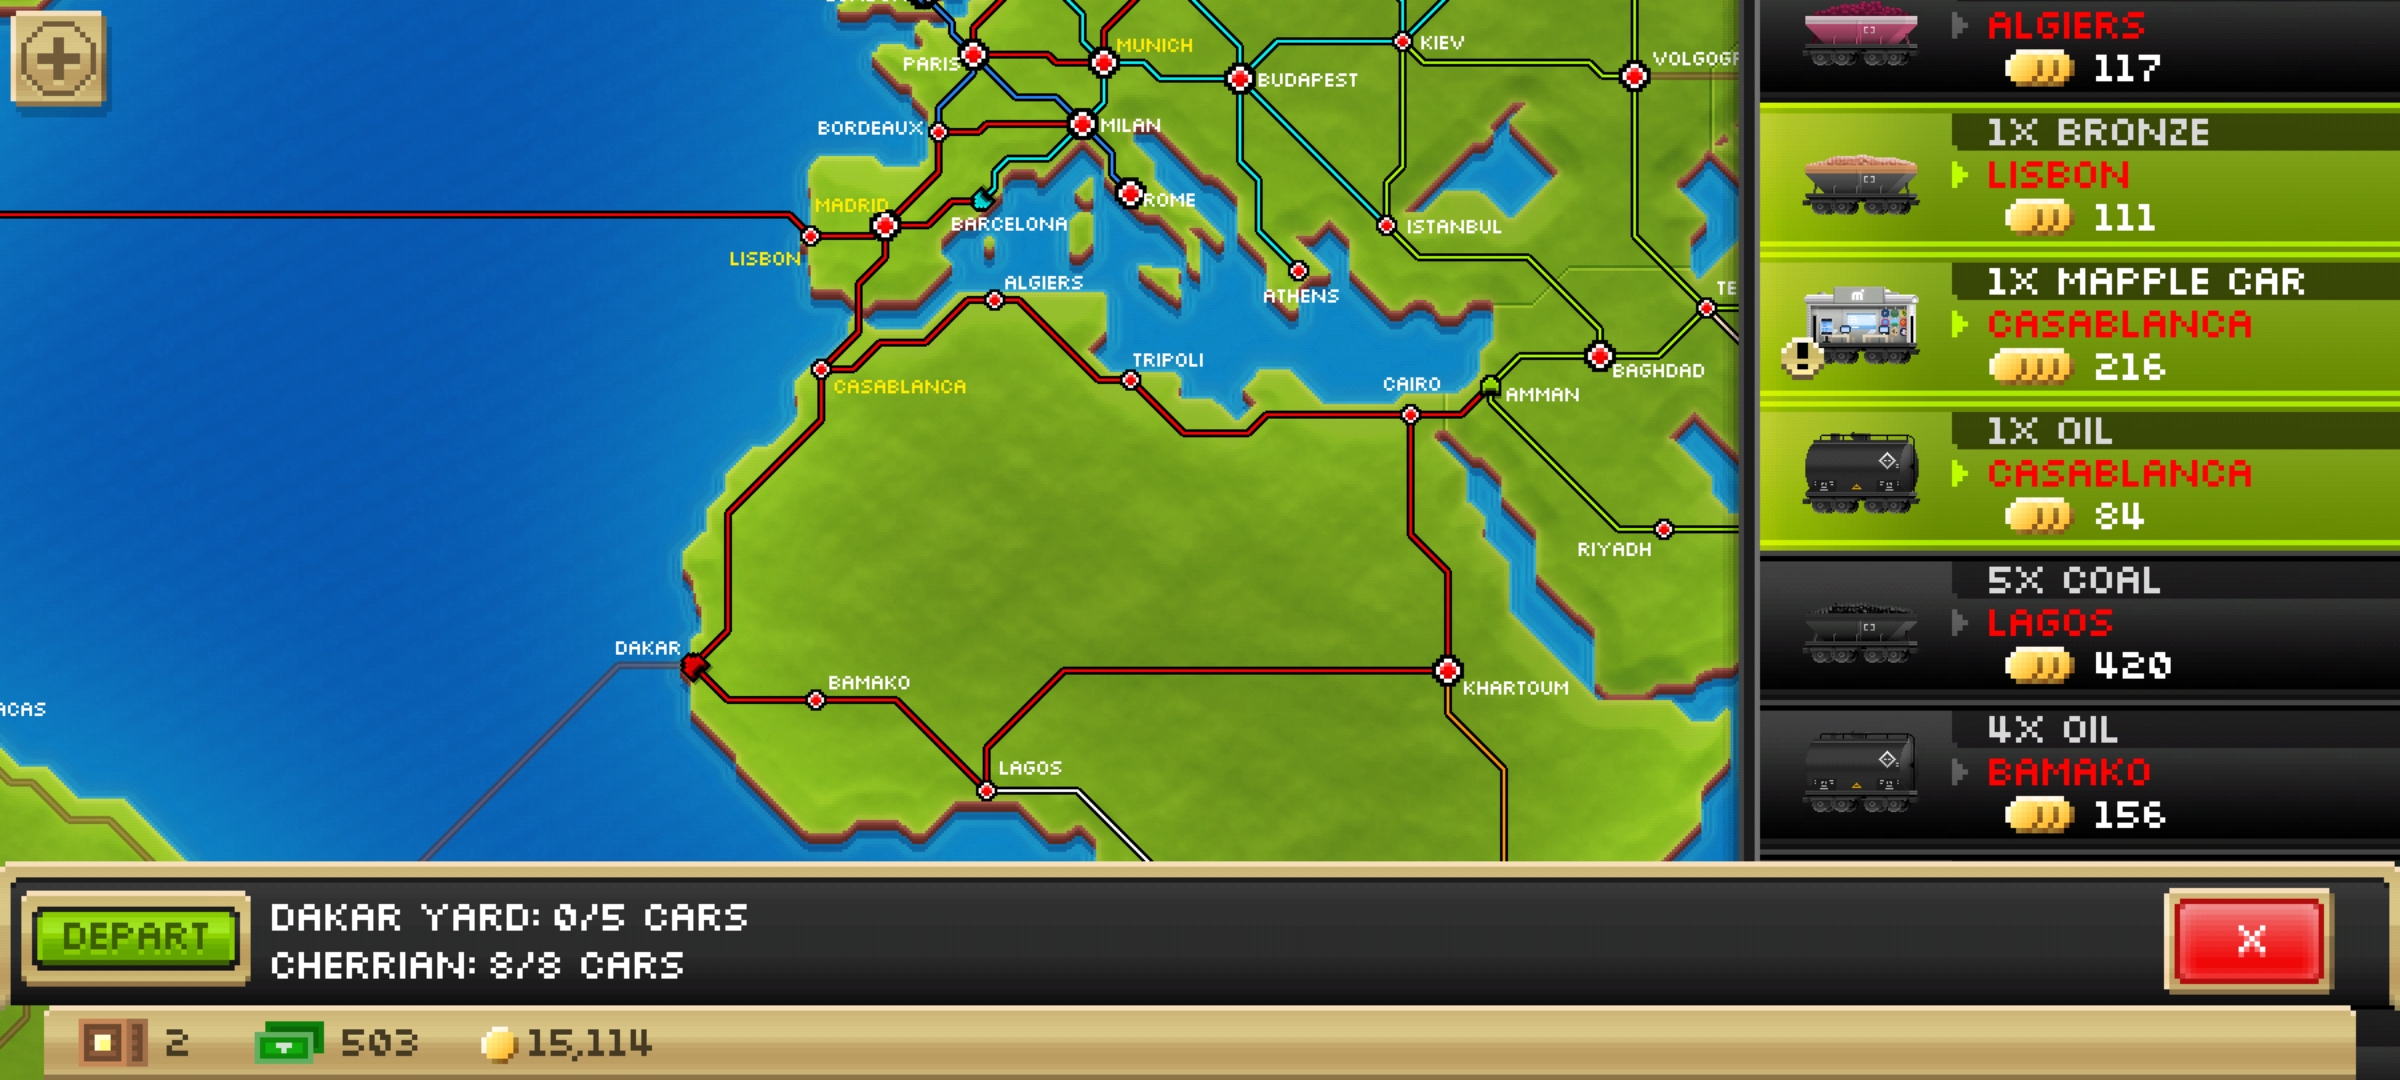 PARIS
MUNICH
KIEV
BUDAPEST
BORDEAUX
MILAN
MADRID
ROME
BARCELONA
ISTANBUL
LISBON
ALGIERS
ATHENS
TRIPOLI
CAIRO
BAGHDAD
CASABLANCA
AMMAN
RIYADH
DAKAR
BAMAKO
KHARTOUM
LAGOS
ALGIERS
117
1X BRONZE
LISBON
111
1X MAPPLE CAR
CASABLANCA
216
1X OIL
CASABLANCA
84
5X COAL
LAGOS
420
4X OIL
BAMAKO
156
DEPART
DAKAR YARD: 0/5 CARS
CHERRIAN: 8/8 CARS
X
2
503
15,114